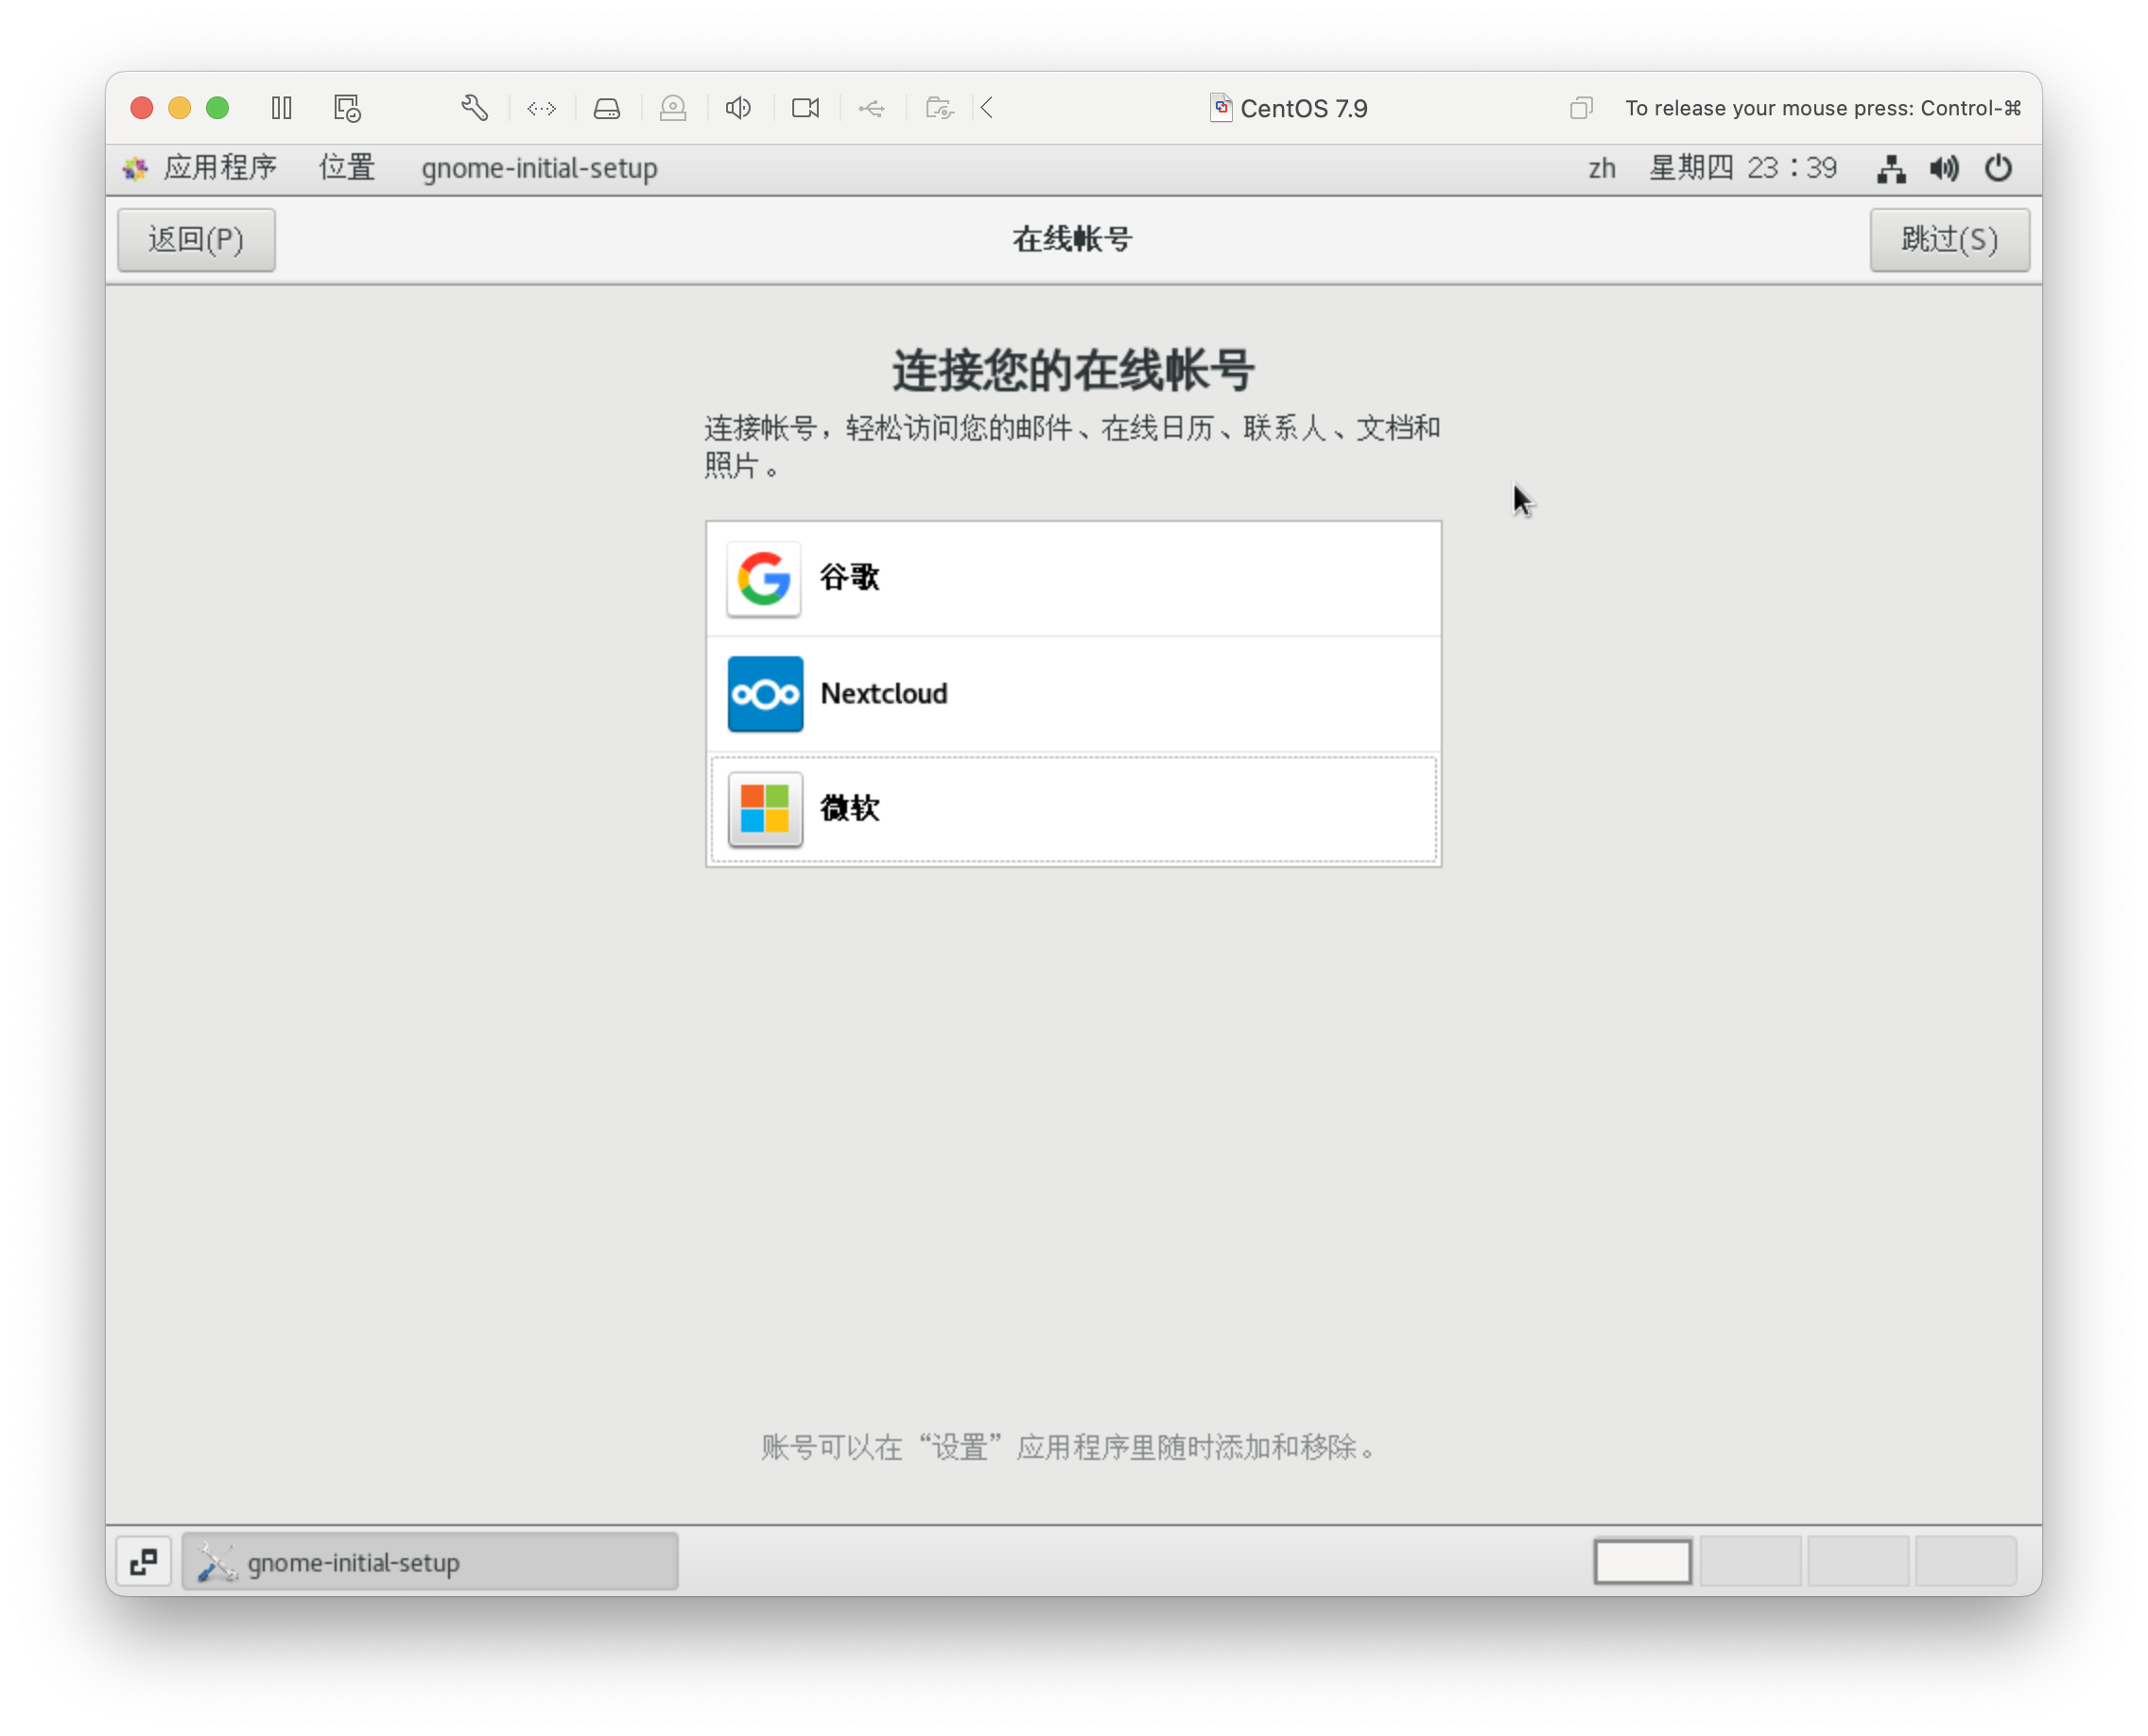 CentOS 7.9
To release your mouse press: Control-⌘
应用程序 位置 gnome-initial-setup zh 星期四 23：39
返回(P) 在线帐号 跳过(S)
连接您的在线帐号
连接帐号，轻松访问您的邮件、在线日历、联系人、文档和
照片。
谷歌
Nextcloud
微软
账号可以在“设置”应用程序里随时添加和移除。
gnome-initial-setup